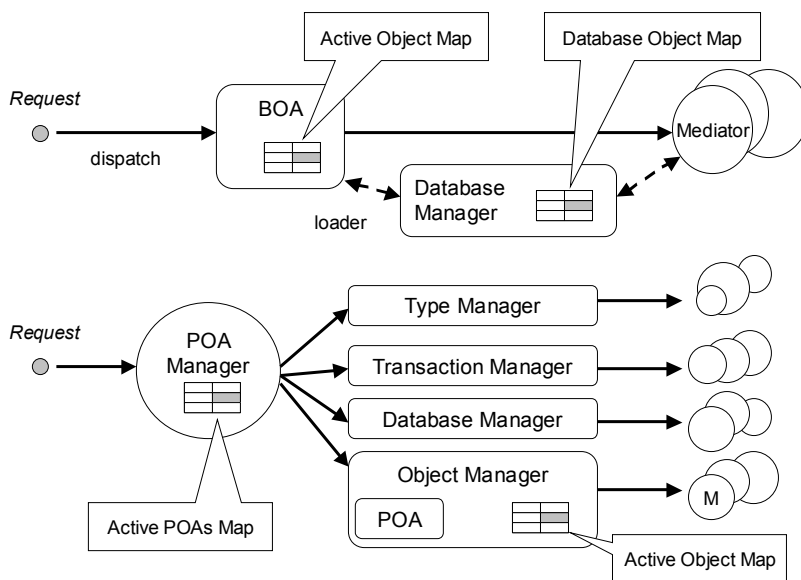 Active Object Map
Database Object Map
Request
BOA
Mediator
dispatch
Database
Manager
loader
Type Manager
Request
POA
Manager
Transaction Manager
Database Manager
Object Manager
M
POA
Active POAs Map
Active Object Map